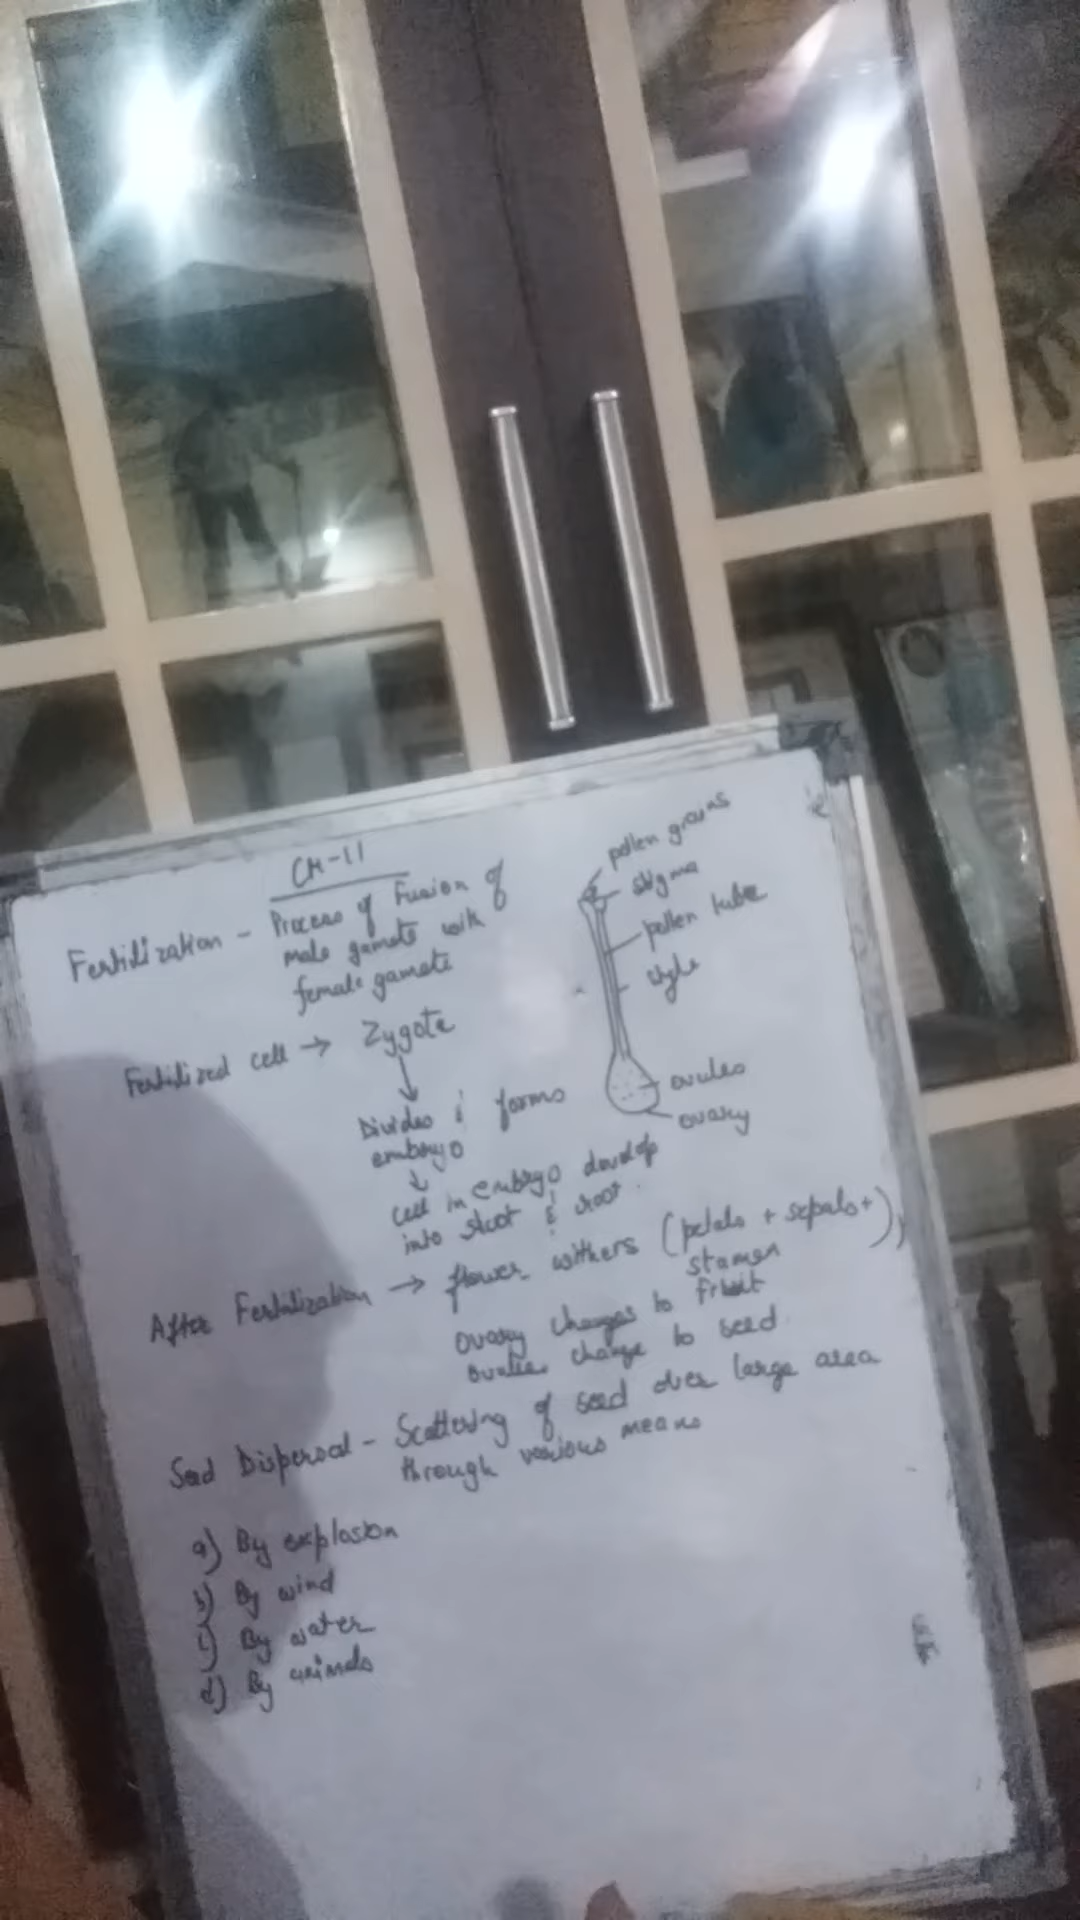 CH-11
Fertilization - Process of Fusion of
male gamete with
female gamete
Fertilized cell → Zygote
↓
Divides & forms
embryo
↓
cell in embryo develop
into shoot & root.
After Fertilization → flower withers (petals + sepals +
stamen),
ovary changes to fruit
ovules change to seed
Seed Dispersal - Scattering of seed over large area
through various means
a) By explosion
b) By wind
c) By water
d) By animals
pollen grains
stigma
pollen tube
style
ovules
ovary